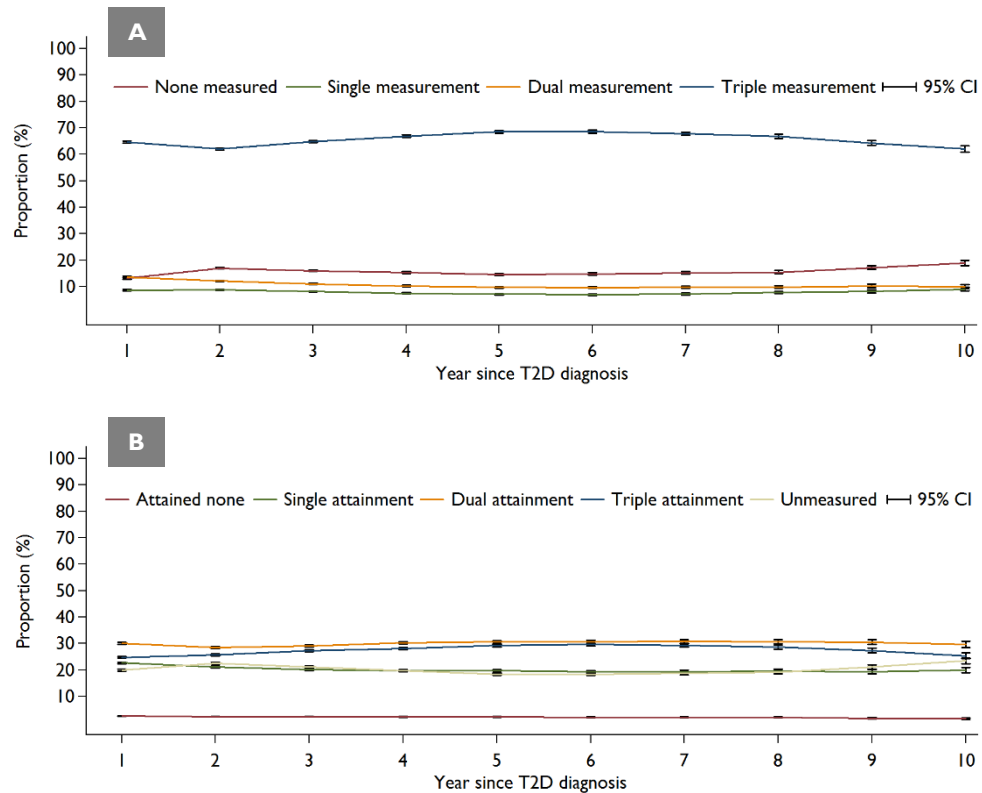 A
100
90
None measured Single measurement Dual measurement Triple measurement 95% CI
80
70
60
50
40
30
20
10
Proportion (%)
1 2 3 4 5 6 7 8 9 10
Year since T2D diagnosis
B
100
90
Attained none Single attainment Dual attainment Triple attainment Unmeasured 95% CI
80
70
60
50
40
30
20
10
Proportion (%)
1 2 3 4 5 6 7 8 9 10
Year since T2D diagnosis